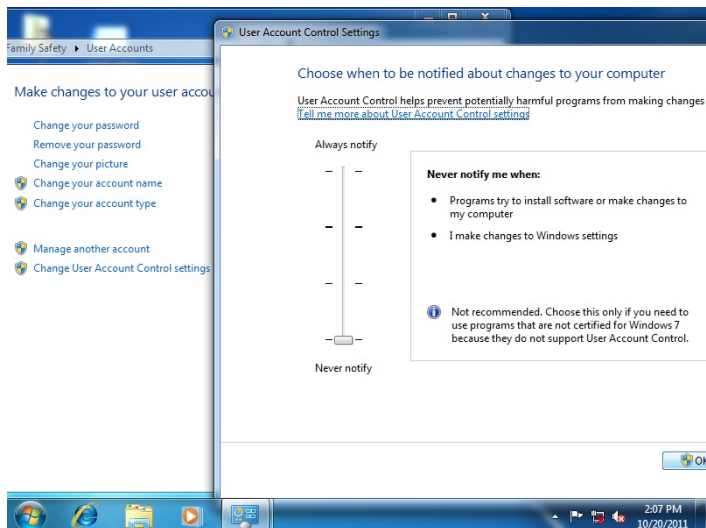 Family Safety ▸ User Accounts
Make changes to your user accou
Change your password
Remove your password
Change your picture
Change your account name
Change your account type
Manage another account
Change User Account Control settings
User Account Control Settings
Choose when to be notified about changes to your computer
User Account Control helps prevent potentially harmful programs from making changes
Tell me more about User Account Control settings
Always notify
Never notify me when:
• Programs try to install software or make changes to
my computer
• I make changes to Windows settings
Not recommended. Choose this only if you need to
use programs that are not certified for Windows 7
because they do not support User Account Control.
Never notify
OK
2:07 PM
10/20/2011